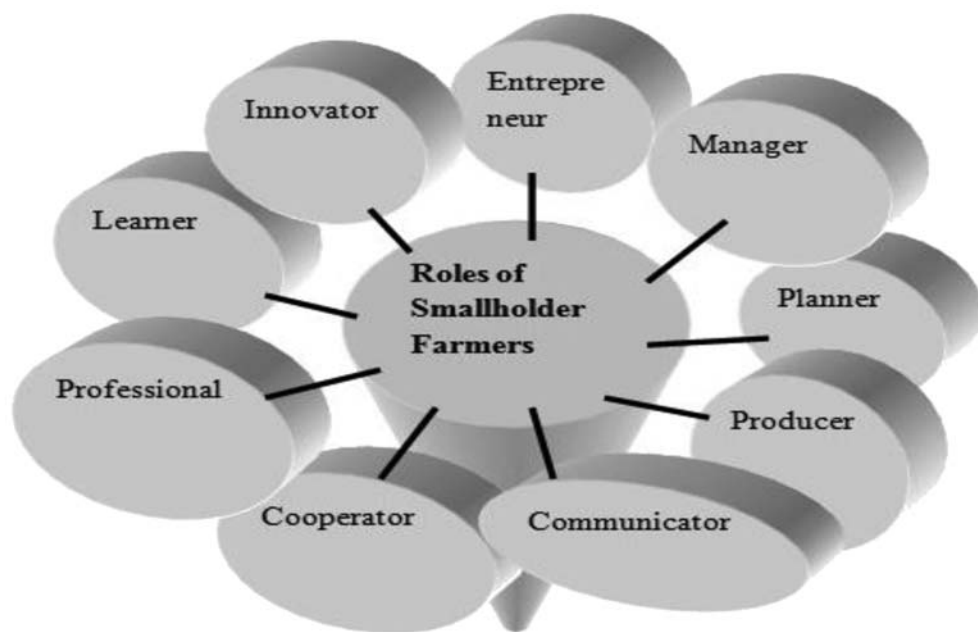 Entrepre
neur
Innovator
Manager
Learner
Roles of
Smallholder
Farmers
Planner
Professional
Producer
Cooperator
Communicator